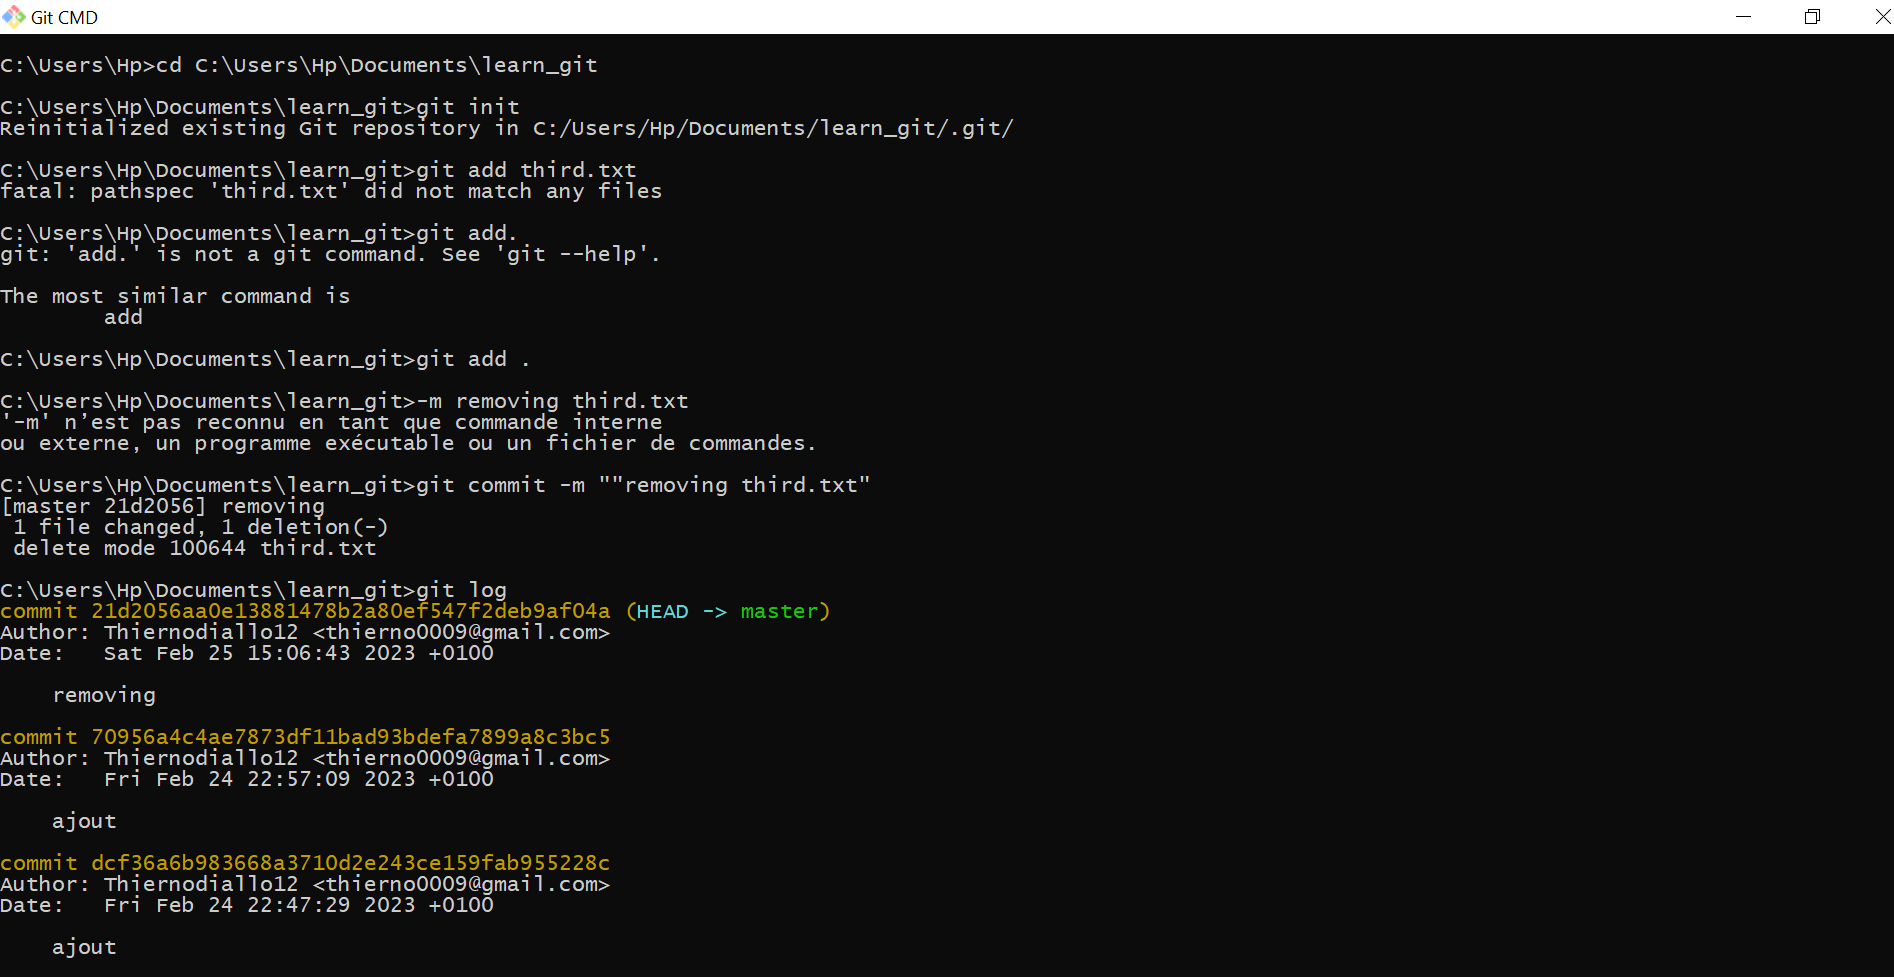 Git CMD
C:\Users\Hp>cd C:\Users\Hp\Documents\learn_git
C:\Users\Hp\Documents\learn_git>git init
Reinitialized existing Git repository in C:/Users/Hp/Documents/learn_git/.git/
C:\Users\Hp\Documents\learn_git>git add third.txt
fatal: pathspec 'third.txt' did not match any files
C:\Users\Hp\Documents\learn_git>git add.
git: 'add.' is not a git command. See 'git --help'.
The most similar command is
add
C:\Users\Hp\Documents\learn_git>git add .
C:\Users\Hp\Documents\learn_git>-m removing third.txt
'-m' n’est pas reconnu en tant que commande interne
ou externe, un programme exécutable ou un fichier de commandes.
C:\Users\Hp\Documents\learn_git>git commit -m ""removing third.txt"
[master 21d2056] removing
1 file changed, 1 deletion(-)
delete mode 100644 third.txt
C:\Users\Hp\Documents\learn_git>git log
commit 21d2056aa0e13881478b2a80ef547f2deb9af04a (HEAD -> master)
Author: Thiernodiallo12 <thierno0009@gmail.com>
Date:   Sat Feb 25 15:06:43 2023 +0100
removing
commit 70956a4c4ae7873df11bad93bdefa7899a8c3bc5
Author: Thiernodiallo12 <thierno0009@gmail.com>
Date:   Fri Feb 24 22:57:09 2023 +0100
ajout
commit dcf36a6b983668a3710d2e243ce159fab955228c
Author: Thiernodiallo12 <thierno0009@gmail.com>
Date:   Fri Feb 24 22:47:29 2023 +0100
ajout